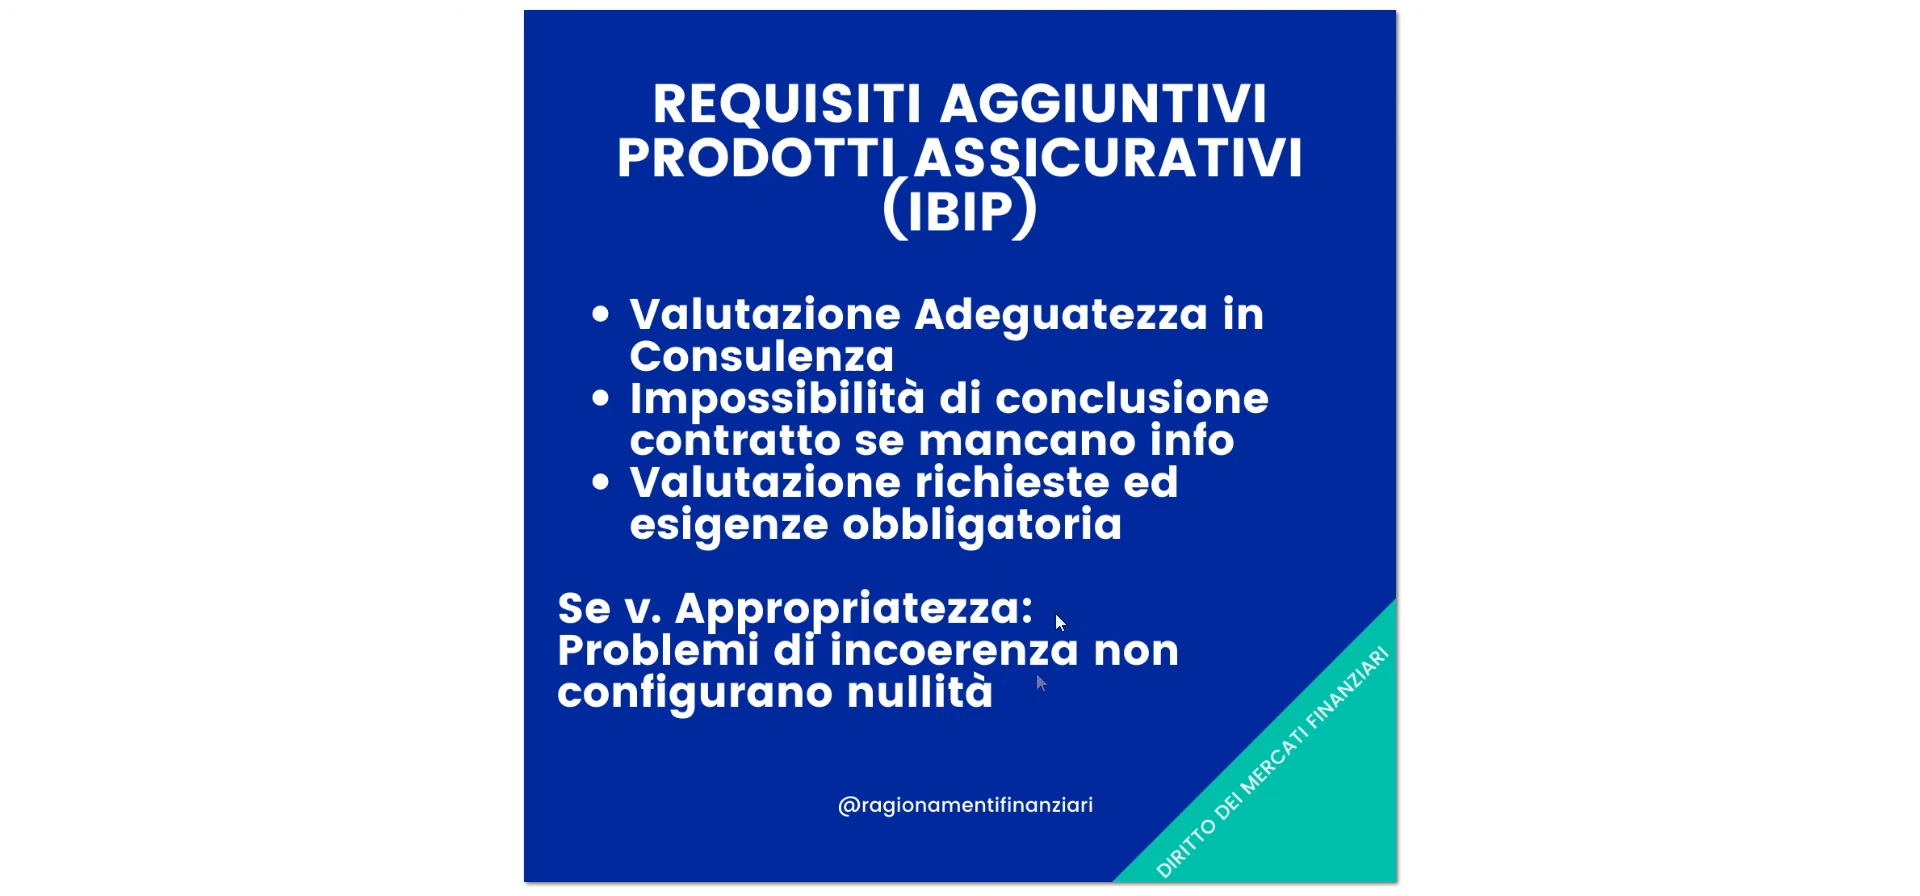 REQUISITI AGGIUNTIVI
PRODOTTI ASSICURATIVI
(IBIP)
• Valutazione Adeguatezza in
Consulenza
• Impossibilità di conclusione
contratto se mancano info
• Valutazione richieste ed
esigenze obbligatoria
Se v. Appropriatezza:
Problemi di incoerenza non
configurano nullità
@ragionamentifinanziari
DIRITTO DEI MERCATI FINANZIARI